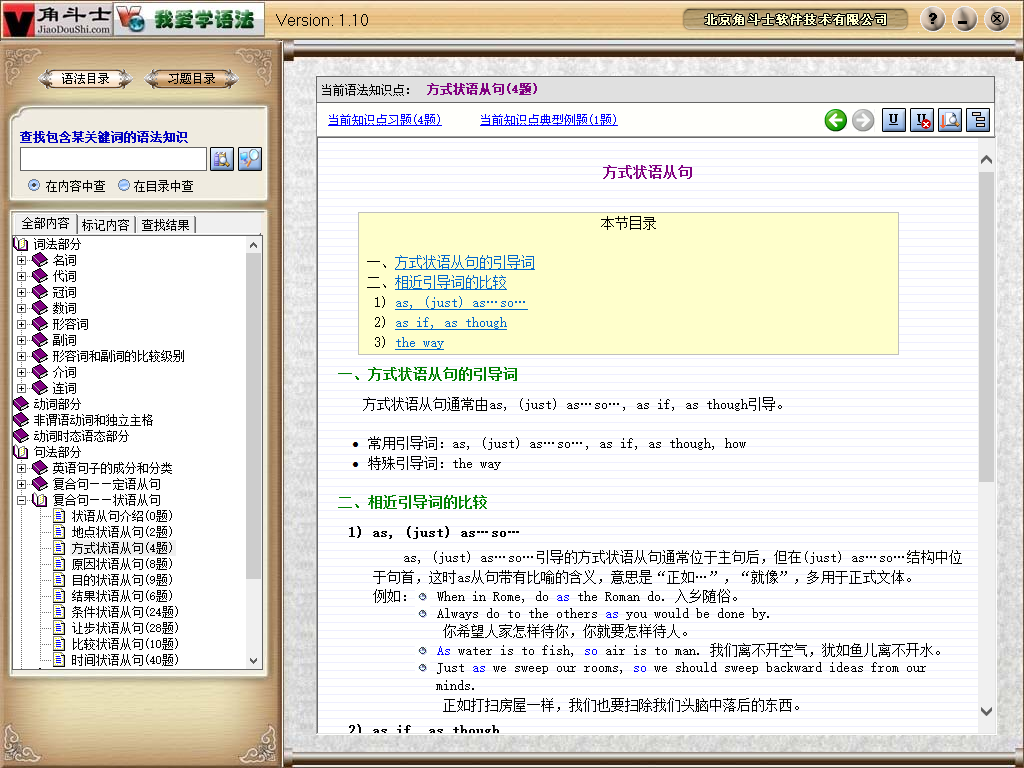 角斗士
JiaoDouShi.com
我爱学语法
Version: 1.10
北京角斗士软件技术有限公司
语法目录
习题目录
查找包含某关键词的语法知识
在内容中查
在目录中查
全部内容
标记内容
查找结果
词法部分
名词
代词
冠词
数词
形容词
副词
形容词和副词的比较级别
介词
连词
动词部分
非谓语动词和独立主格
动词时态语态部分
句法部分
英语句子的成分和分类
复合句－－定语从句
复合句－－状语从句
状语从句介绍(0题)
地点状语从句(2题)
方式状语从句(4题)
原因状语从句(8题)
目的状语从句(9题)
结果状语从句(6题)
条件状语从句(24题)
让步状语从句(28题)
比较状语从句(10题)
时间状语从句(40题)
当前语法知识点： 方式状语从句(4题)
当前知识点习题(4题)
当前知识点典型例题(1题)
方式状语从句
本节目录
一、方式状语从句的引导词
二、相近引导词的比较
1) as, (just) as…so…
2) as if, as though
3) the way
一、方式状语从句的引导词
方式状语从句通常由as, (just) as…so…, as if, as though引导。
● 常用引导词：as, (just) as…so…, as if, as though, how
● 特殊引导词：the way
二、相近引导词的比较
1) as, (just) as…so…
as, (just) as…so…引导的方式状语从句通常位于主句后，但在(just) as…so…结构中位
于句首，这时as从句带有比喻的含义，意思是“正如…”，“就像”，多用于正式文体。
例如： When in Rome, do as the Roman do. 入乡随俗。
Always do to the others as you would be done by.
你希望人家怎样待你，你就要怎样待人。
As water is to fish, so air is to man. 我们离不开空气，犹如鱼儿离不开水。
Just as we sweep our rooms, so we should sweep backward ideas from our
minds.
正如打扫房屋一样，我们也要扫除我们头脑中落后的东西。
2) as if, as though